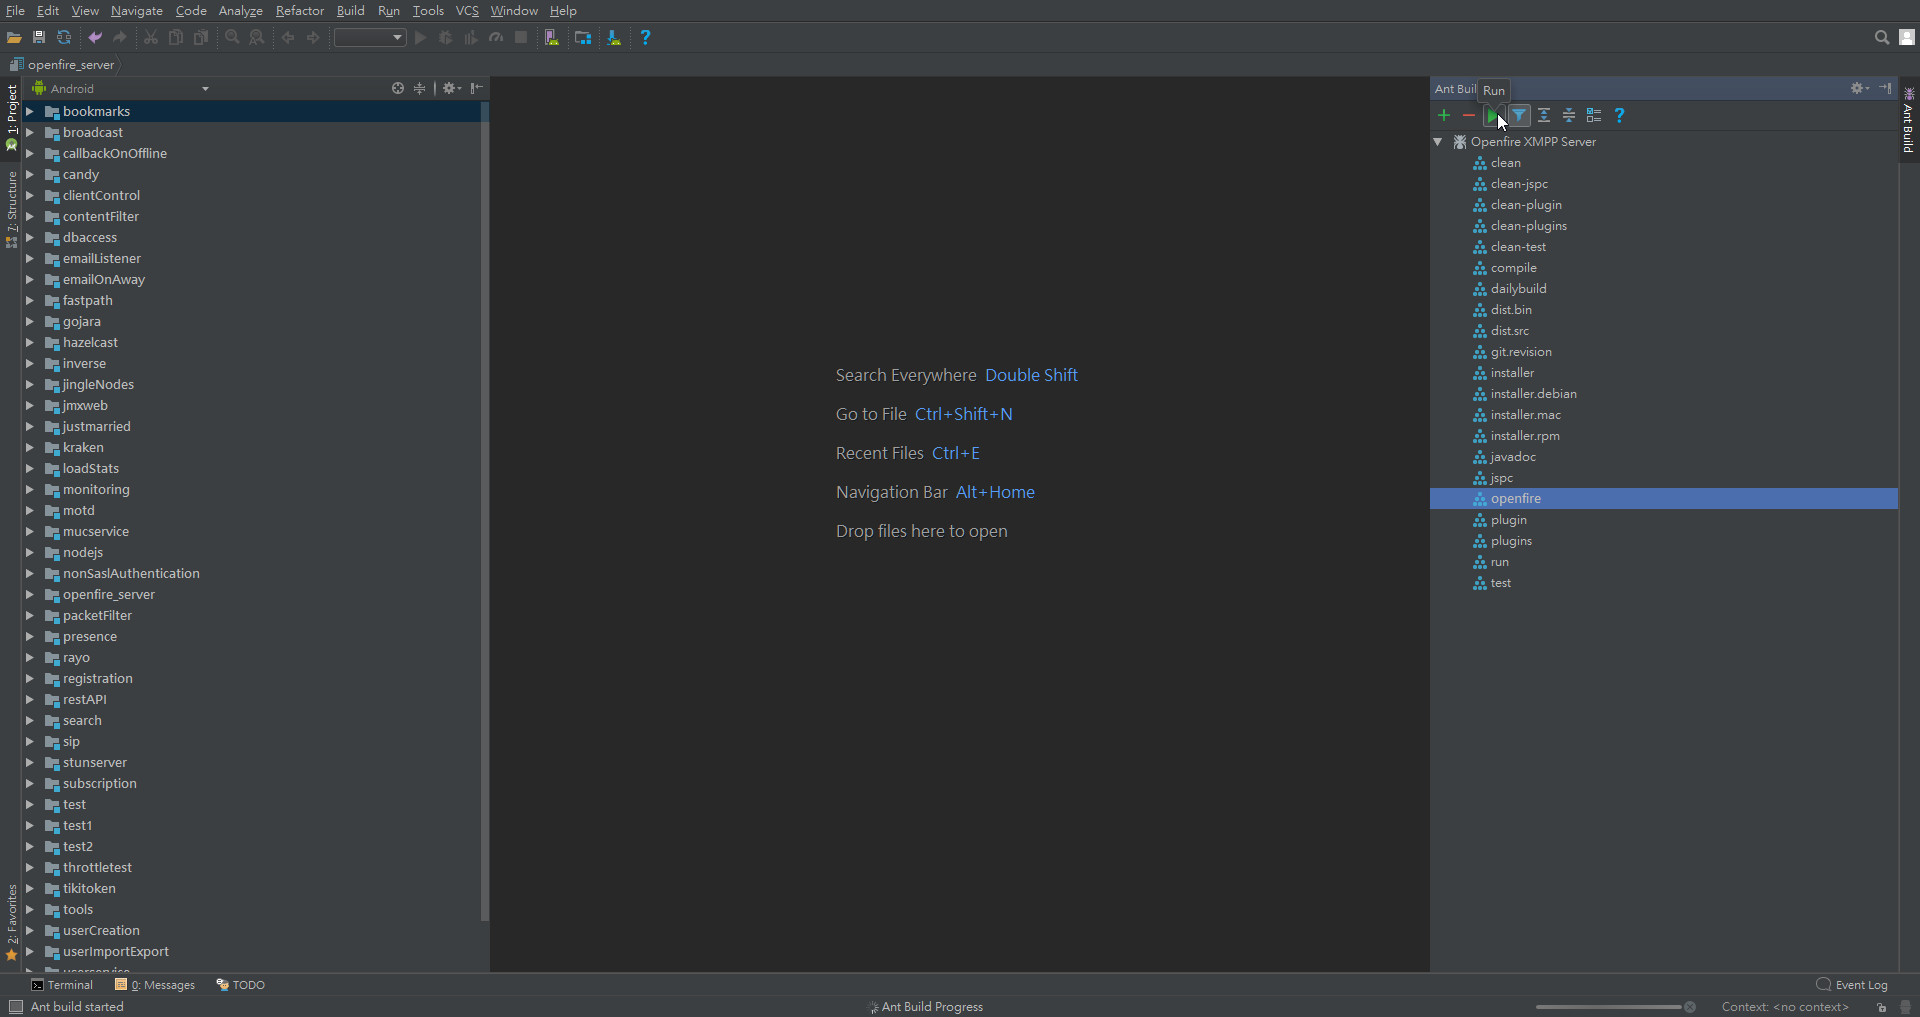 File Edit View Navigate Code Analyze Refactor Build Run Tools VCS Window Help
openfire_server
1: Project
7: Structure
2: Favorites
Android
bookmarks
broadcast
callbackOnOffline
candy
clientControl
contentFilter
dbaccess
emailListener
emailOnAway
fastpath
gojara
hazelcast
inverse
jingleNodes
jmxweb
justmarried
kraken
loadStats
monitoring
motd
mucservice
nodejs
nonSaslAuthentication
openfire_server
packetFilter
presence
rayo
registration
restAPI
search
sip
stunserver
subscription
test
test1
test2
throttletest
tikitoken
tools
userCreation
userImportExport
userservice
Search Everywhere Double Shift
Go to File Ctrl+Shift+N
Recent Files Ctrl+E
Navigation Bar Alt+Home
Drop files here to open
Ant Buil
Run
Openfire XMPP Server
clean
clean-jspc
clean-plugin
clean-plugins
clean-test
compile
dailybuild
dist.bin
dist.src
git.revision
installer
installer.debian
installer.mac
installer.rpm
javadoc
jspc
openfire
plugin
plugins
run
test
Ant Build
Terminal 0: Messages TODO Event Log
Ant build started Ant Build Progress Context: <no context>